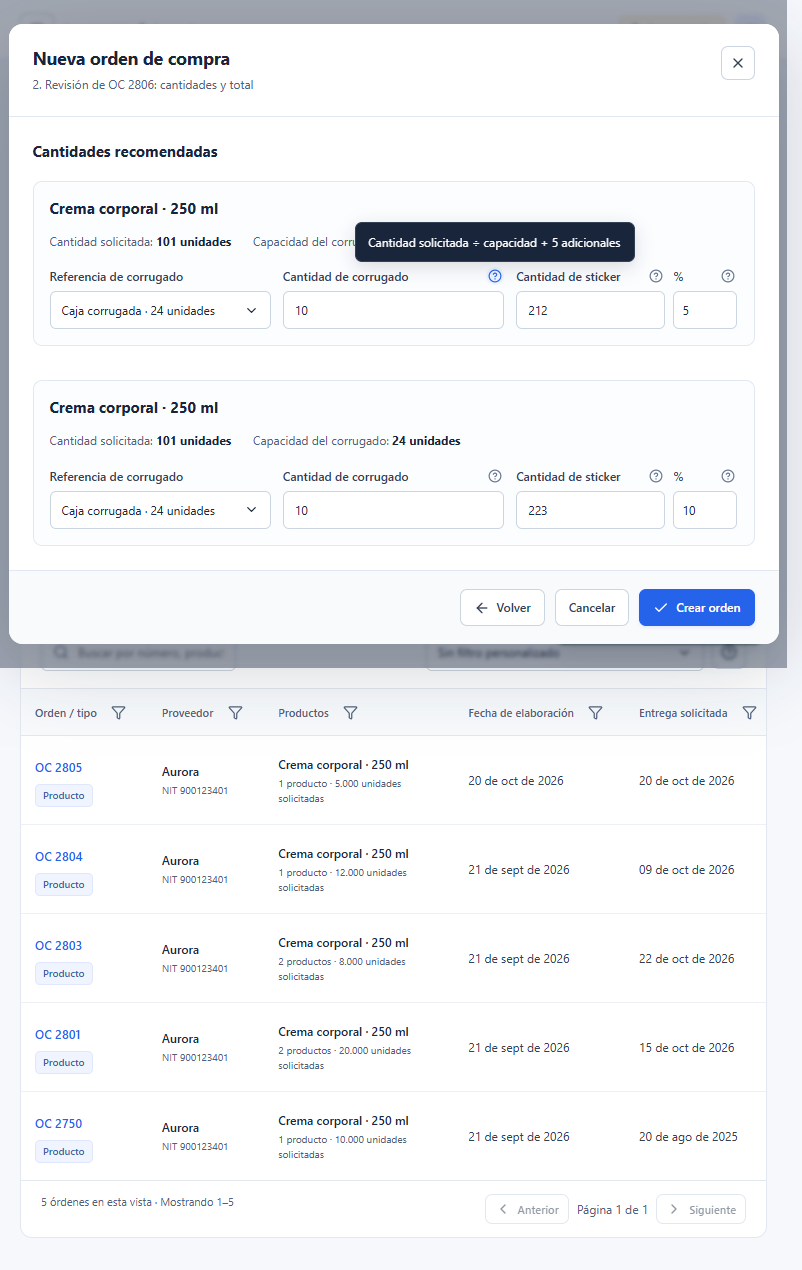 Nueva orden de compra
2. Revisión de OC 2806: cantidades y total
Cantidades recomendadas
Crema corporal · 250 ml
Cantidad solicitada: 101 unidades Capacidad del corru
Cantidad solicitada ÷ capacidad + 5 adicionales
Referencia de corrugado Cantidad de corrugado Cantidad de sticker %
Caja corrugada · 24 unidades 10 212 5
Crema corporal · 250 ml
Cantidad solicitada: 101 unidades Capacidad del corrugado: 24 unidades
Referencia de corrugado Cantidad de corrugado Cantidad de sticker %
Caja corrugada · 24 unidades 10 223 10
Volver Cancelar Crear orden
Buscar por número, produc
Sin filtro personalizado
Orden / tipo Proveedor Productos Fecha de elaboración Entrega solicitada
OC 2805 Aurora Crema corporal · 250 ml 20 de oct de 2026 20 de oct de 2026
Producto NIT 900123401 1 producto · 5.000 unidades
solicitadas
OC 2804 Aurora Crema corporal · 250 ml 21 de sept de 2026 09 de oct de 2026
Producto NIT 900123401 1 producto · 12.000 unidades
solicitadas
OC 2803 Aurora Crema corporal · 250 ml 21 de sept de 2026 22 de oct de 2026
Producto NIT 900123401 2 productos · 8.000 unidades
solicitadas
OC 2801 Aurora Crema corporal · 250 ml 21 de sept de 2026 15 de oct de 2026
Producto NIT 900123401 2 productos · 20.000 unidades
solicitadas
OC 2750 Aurora Crema corporal · 250 ml 21 de sept de 2026 20 de ago de 2025
Producto NIT 900123401 1 producto · 10.000 unidades
solicitadas
5 órdenes en esta vista · Mostrando 1–5 Anterior Página 1 de 1 Siguiente